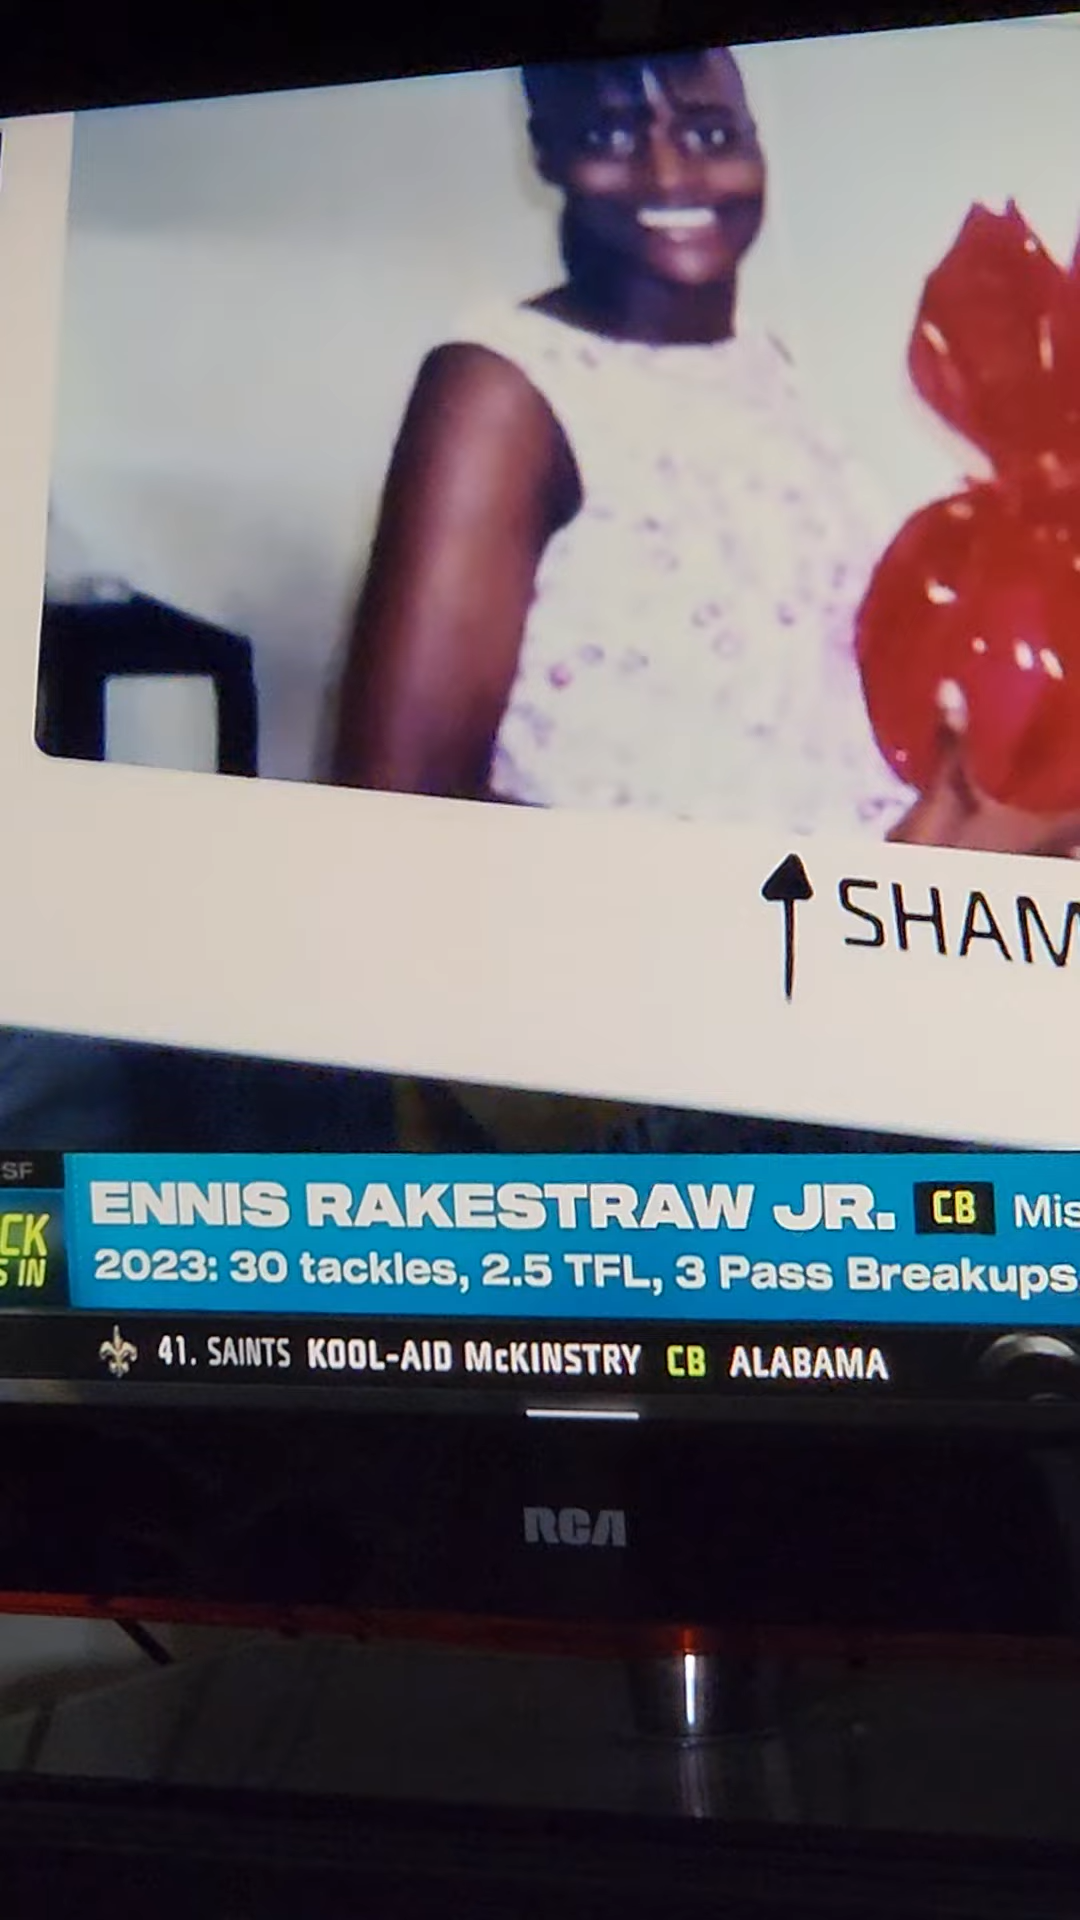 SHAM
SF
CK
S IN
ENNIS RAKESTRAW JR. CB Mis
2023: 30 tackles, 2.5 TFL, 3 Pass Breakups
41. SAINTS KOOL-AID McKINSTRY CB ALABAMA
RCA